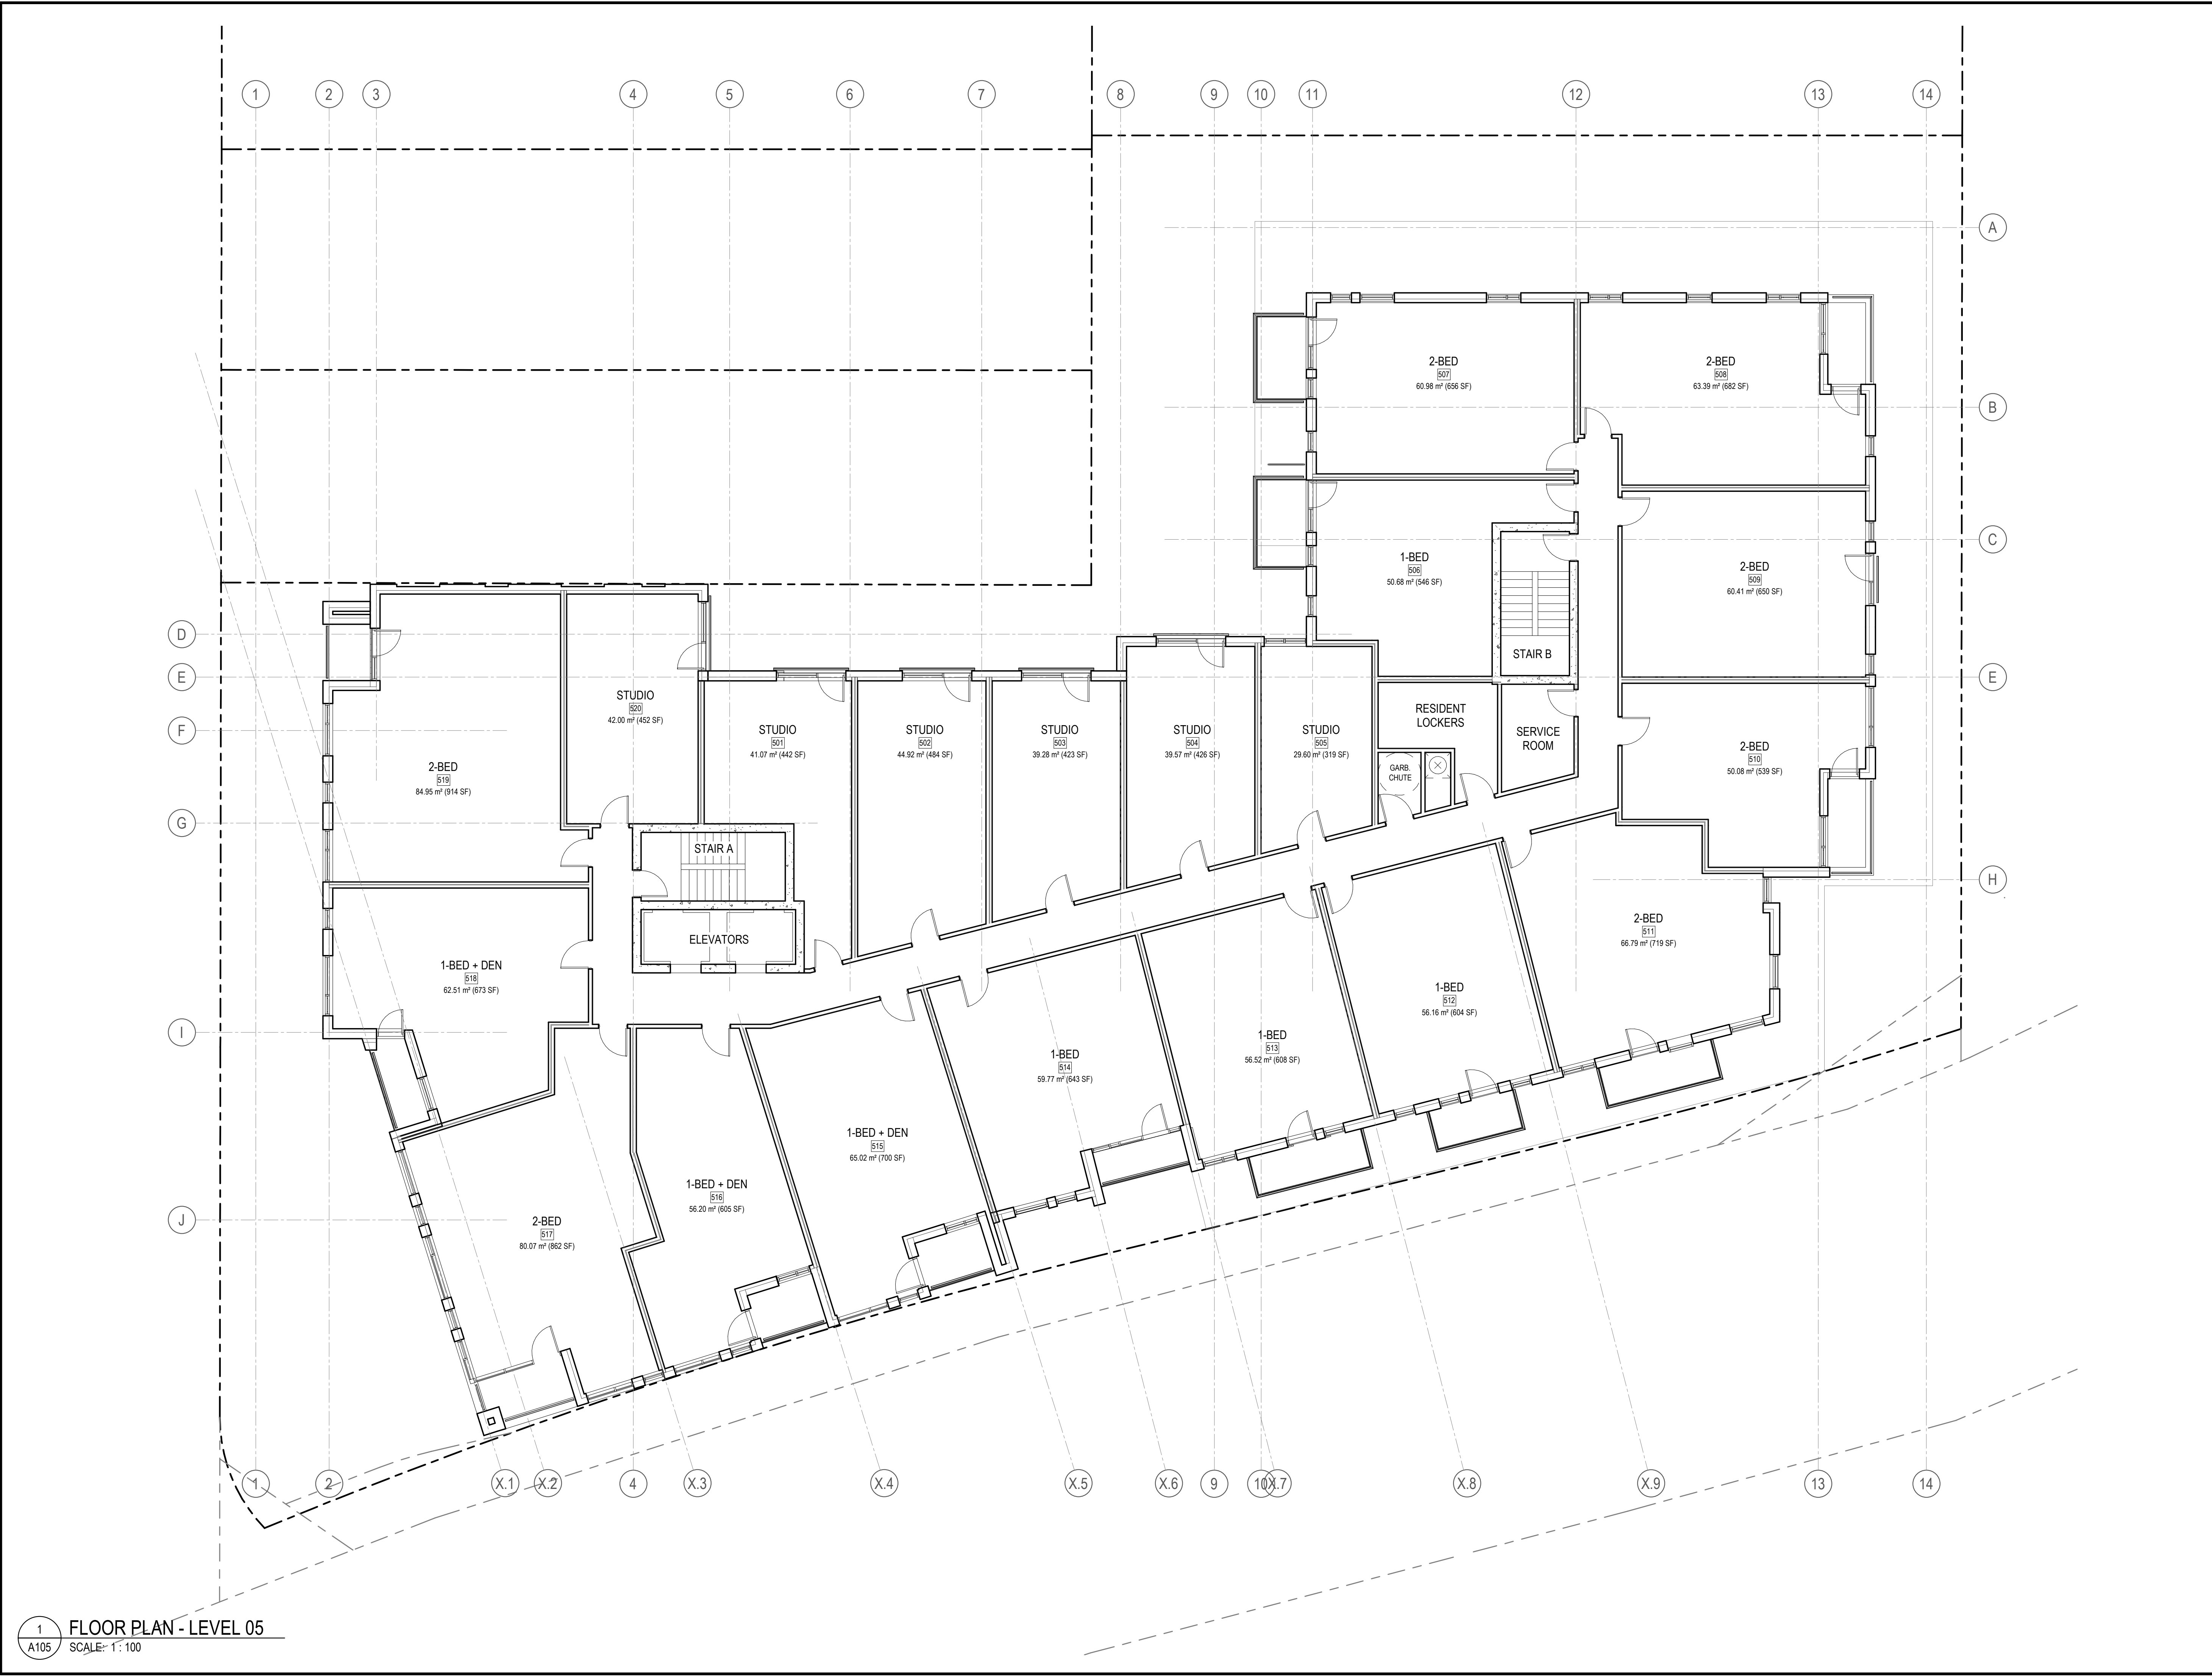 1
2
3
4
5
6
7
8
9
10
11
12
13
14
A
B
C
D
E
F
G
I
J
E
H
2-BED
507
60.98 m² (656 SF)
2-BED
508
63.39 m² (682 SF)
1-BED
506
50.68 m² (546 SF)
STAIR B
2-BED
509
60.41 m² (650 SF)
STUDIO
520
42.00 m² (452 SF)
STUDIO
501
41.07 m² (442 SF)
STUDIO
502
44.92 m² (484 SF)
STUDIO
503
39.28 m² (423 SF)
STUDIO
504
39.57 m² (426 SF)
STUDIO
505
29.60 m² (319 SF)
RESIDENT
LOCKERS
SERVICE
ROOM
GARB.
CHUTE
2-BED
510
50.08 m² (539 SF)
2-BED
519
84.95 m² (914 SF)
STAIR A
ELEVATORS
1-BED + DEN
518
62.51 m² (673 SF)
2-BED
511
66.79 m² (719 SF)
1-BED
512
56.16 m² (604 SF)
1-BED
513
56.52 m² (608 SF)
1-BED
514
59.77 m² (643 SF)
1-BED + DEN
515
65.02 m² (700 SF)
1-BED + DEN
516
56.20 m² (605 SF)
2-BED
517
80.07 m² (862 SF)
1
2
X.1
X.2
4
X.3
X.4
X.5
X.6
9
10
X.7
X.8
X.9
13
14
1
A105
FLOOR PLAN - LEVEL 05
SCALE: 1 : 100